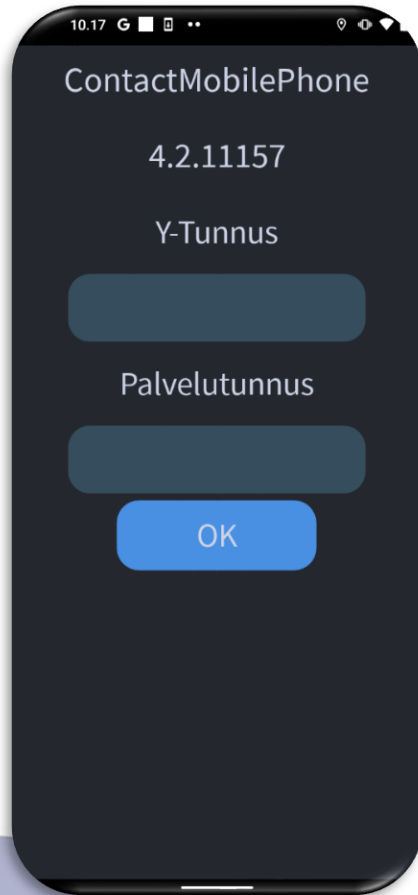 10.17 G
ContactMobilePhone
4.2.11157
Y-Tunnus
Palvelutunnus
OK